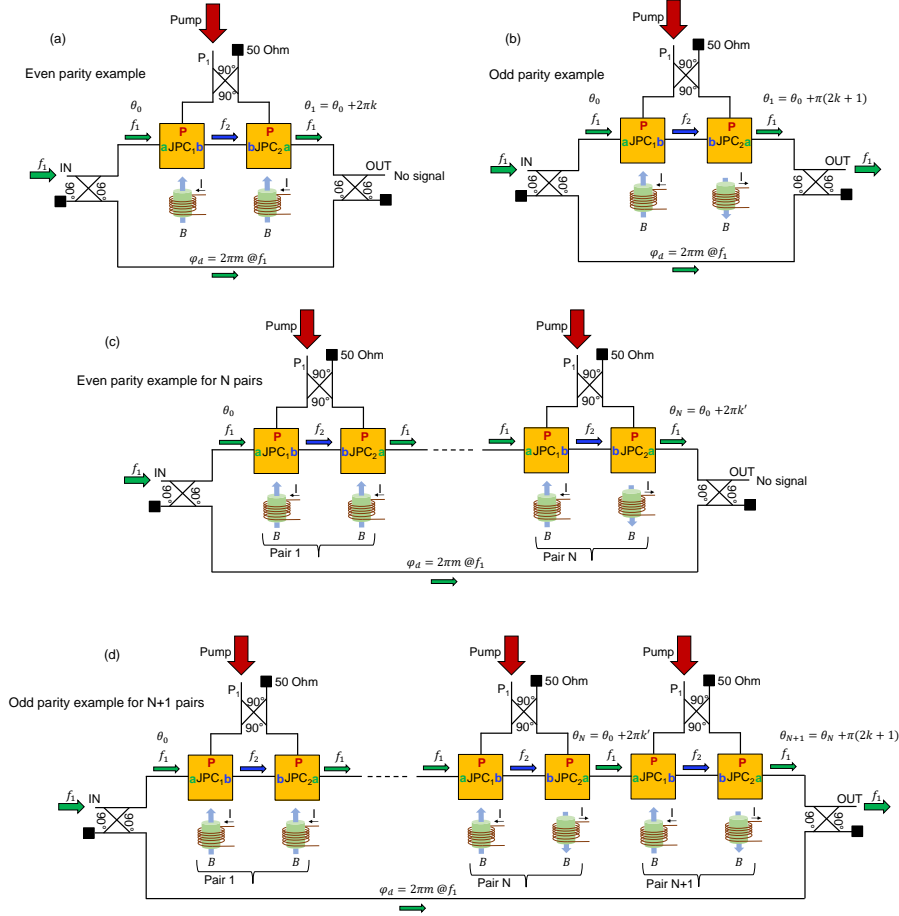 (a)
Even parity example
Pump
P1
50 Ohm
90°
90°
θ0
θ1 = θ0 +2πk
f1
f2
f1
P
aJPC1b
P
bJPC2a
f1
IN
90°
90°
OUT
No signal
90°
90°
I
I
B
B
φd = 2πm @f1
(b)
Odd parity example
Pump
P1
50 Ohm
90°
90°
θ0
θ1 = θ0 +π(2k + 1)
f1
f2
f1
P
aJPC1b
P
bJPC2a
f1
IN
90°
90°
OUT
f1
90°
90°
I
I
B
B
φd = 2πm @f1
(c)
Even parity example for N pairs
Pump
P1
50 Ohm
90°
90°
Pump
P1
50 Ohm
90°
90°
θ0
θN = θ0 +2πk′
f1
f2
f1
f1
f2
f1
P
aJPC1b
P
bJPC2a
P
aJPC1b
P
bJPC2a
f1
IN
90°
90°
OUT
No signal
90°
90°
I
I
I
I
B
B
B
B
Pair 1
Pair N
φd = 2πm @f1
(d)
Odd parity example for N+1 pairs
Pump
P1
50 Ohm
90°
90°
Pump
P1
50 Ohm
90°
90°
Pump
P1
50 Ohm
90°
90°
θ0
θN = θ0 +2πk′
θN+1 = θN +π(2k + 1)
f1
f2
f1
f1
f2
f1
f2
f1
P
aJPC1b
P
bJPC2a
P
aJPC1b
P
bJPC2a
P
aJPC1b
P
bJPC2a
f1
IN
90°
90°
OUT
f1
90°
90°
I
I
I
I
I
I
B
B
B
B
B
B
Pair 1
Pair N
Pair N+1
φd = 2πm @f1